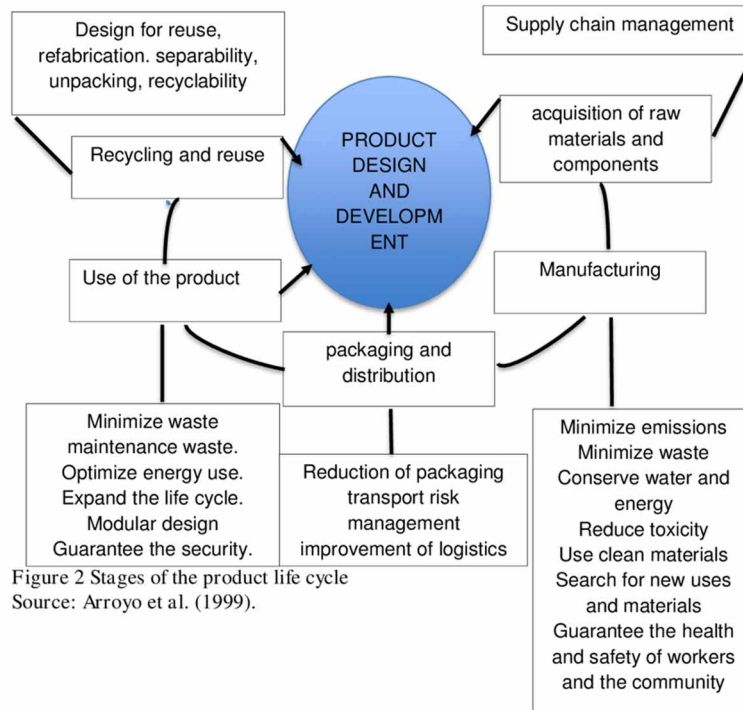 Design for reuse,
refabrication. separability,
unpacking, recyclability
Supply chain management
PRODUCT
DESIGN
AND
DEVELOPM
ENT
acquisition of raw
materials and
components
Recycling and reuse
Use of the product
Manufacturing
packaging and
distribution
Minimize waste
maintenance waste.
Optimize energy use.
Expand the life cycle.
Modular design
Guarantee the security.
Reduction of packaging
transport risk
management
improvement of logistics
Minimize emissions
Minimize waste
Conserve water and
energy
Reduce toxicity
Use clean materials
Search for new uses
and materials
Guarantee the health
and safety of workers
and the community
Figure 2 Stages of the product life cycle
Source: Arroyo et al. (1999).